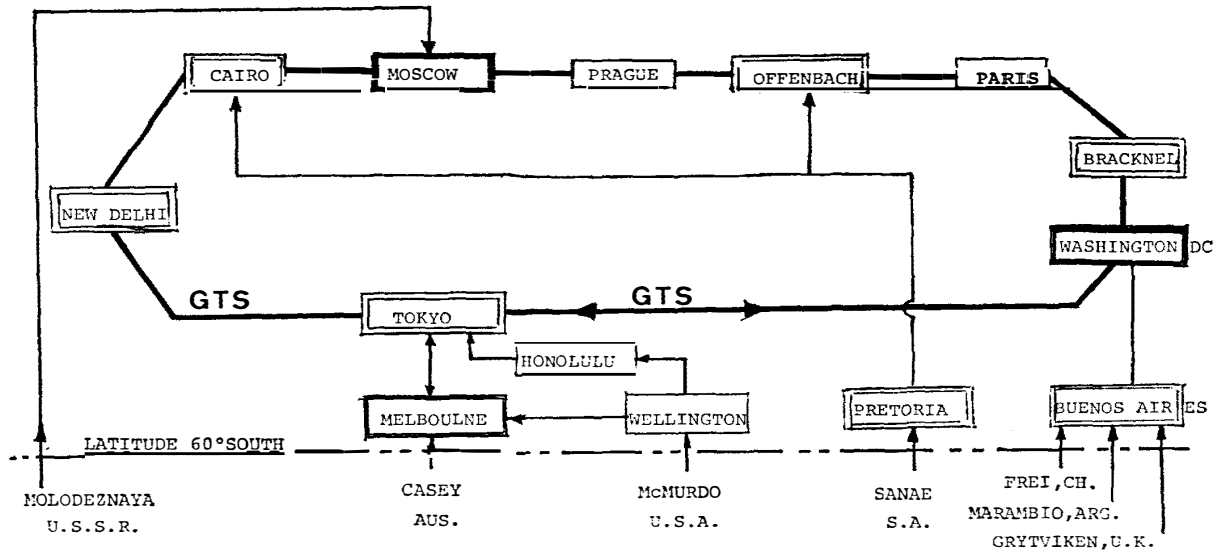 CAIRO
MOSCOW
PRAGUE
OFFENBACH
PARIS
BRACKNEL
NEW DELHI
WASHINGTON DC
GTS
GTS
TOKYO
HONOLULU
MELBOULNE
WELLINGTON
PRETORIA
BUENOS AIRES
LATITUDE 60°SOUTH
MOLODEZNAYA
U.S.S.R.
CASEY
AUS.
McMURDO
U.S.A.
SANAE
S.A.
FREI,CH.
MARAMBIO,ARG.
GRYTVIKEN,U.K.